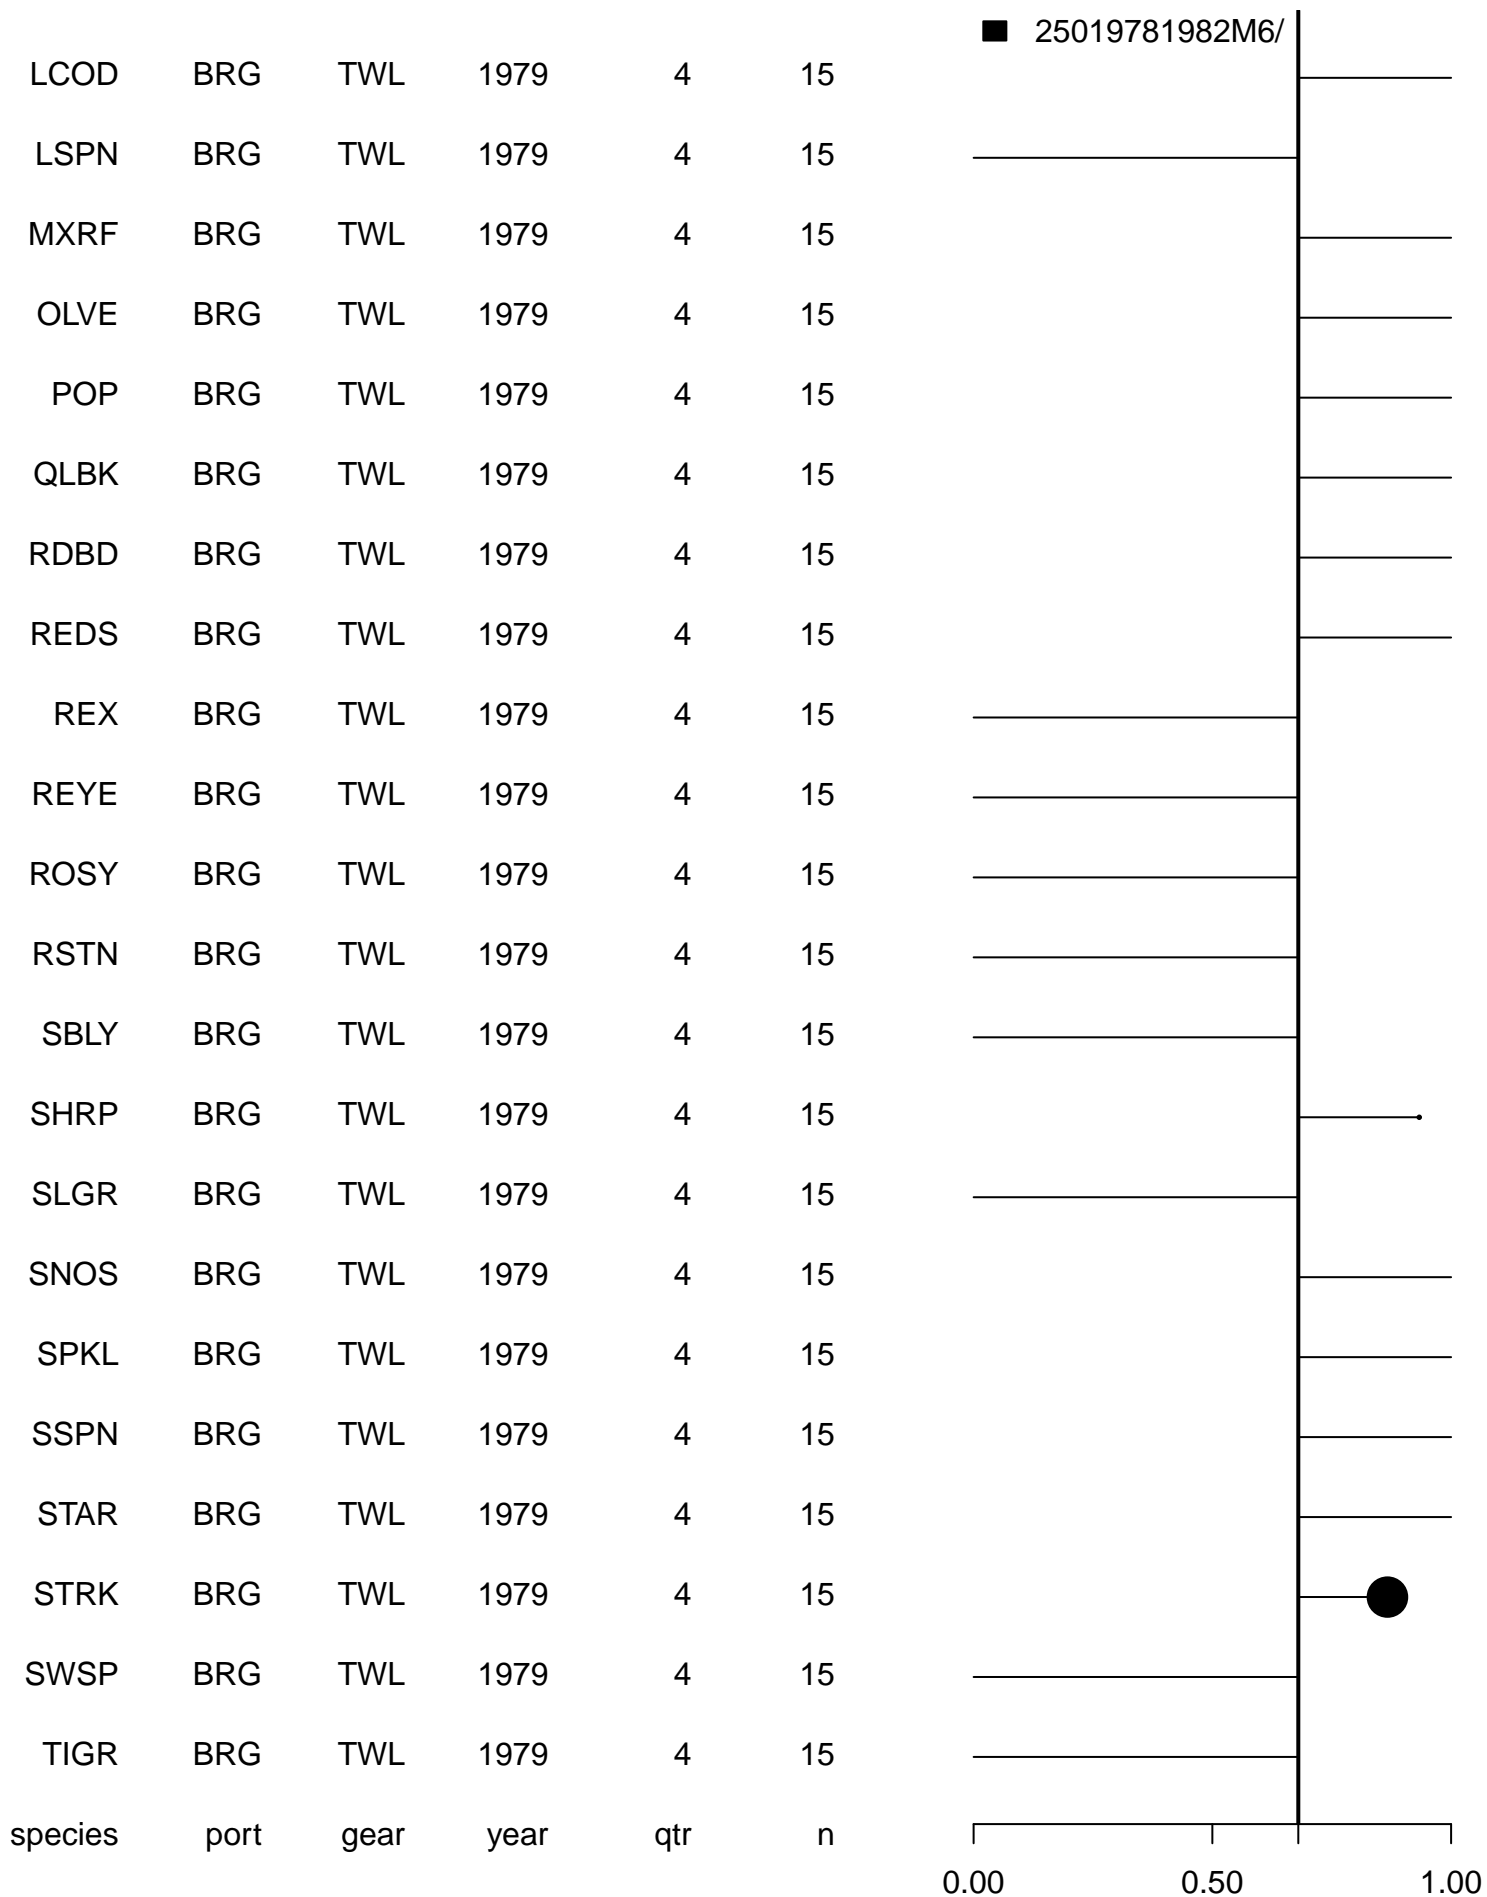 25019781982M6/
LCOD BRG TWL 1979 4 15
LSPN BRG TWL 1979 4 15
MXRF BRG TWL 1979 4 15
OLVE BRG TWL 1979 4 15
POP BRG TWL 1979 4 15
QLBK BRG TWL 1979 4 15
RDBD BRG TWL 1979 4 15
REDS BRG TWL 1979 4 15
REX BRG TWL 1979 4 15
REYE BRG TWL 1979 4 15
ROSY BRG TWL 1979 4 15
RSTN BRG TWL 1979 4 15
SBLY BRG TWL 1979 4 15
SHRP BRG TWL 1979 4 15
SLGR BRG TWL 1979 4 15
SNOS BRG TWL 1979 4 15
SPKL BRG TWL 1979 4 15
SSPN BRG TWL 1979 4 15
STAR BRG TWL 1979 4 15
STRK BRG TWL 1979 4 15
SWSP BRG TWL 1979 4 15
TIGR BRG TWL 1979 4 15
species port gear year qtr n
0.00 0.50 1.00